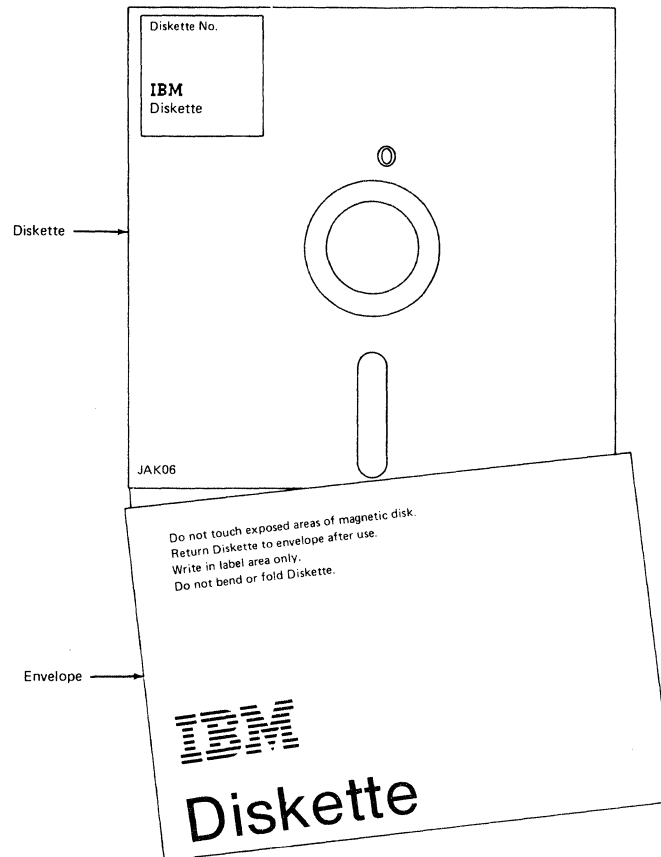 Diskette No.
IBM
Diskette
Diskette
JAK06
Do not touch exposed areas of magnetic disk.
Return Diskette to envelope after use.
Write in label area only.
Do not bend or fold Diskette.
Envelope
IBM
Diskette